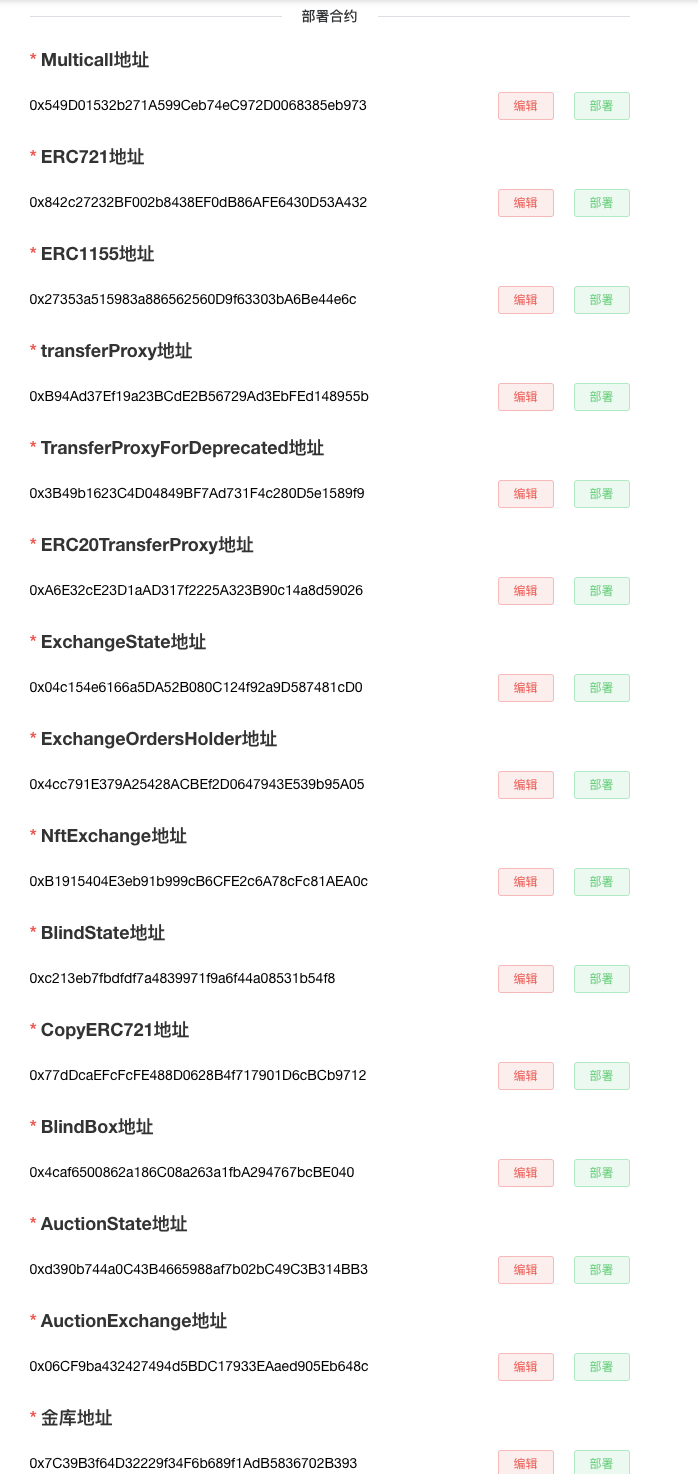 部署合约
* Multicall地址
0x549D01532b271A599Ceb74eC972D0068385eb973 编辑 部署
* ERC721地址
0x842c27232BF002b8438EF0dB86AFE6430D53A432 编辑 部署
* ERC1155地址
0x27353a515983a886562560D9f63303bA6Be44e6c 编辑 部署
* transferProxy地址
0xB94Ad37Ef19a23BCdE2B56729Ad3EbFEd148955b 编辑 部署
* TransferProxyForDeprecated地址
0x3B49b1623C4D04849BF7Ad731F4c280D5e1589f9 编辑 部署
* ERC20TransferProxy地址
0xA6E32cE23D1aAD317f2225A323B90c14a8d59026 编辑 部署
* ExchangeState地址
0x04c154e6166a5DA52B080C124f92a9D587481cD0 编辑 部署
* ExchangeOrdersHolder地址
0x4cc791E379A25428ACBEf2D0647943E539b95A05 编辑 部署
* NftExchange地址
0xB1915404E3eb91b999cB6CFE2c6A78cFc81AEA0c 编辑 部署
* BlindState地址
0xc213eb7fbdfdf7a4839971f9a6f44a08531b54f8 编辑 部署
* CopyERC721地址
0x77dDcaEFcFcFE488D0628B4f717901D6cBCb9712 编辑 部署
* BlindBox地址
0x4caf6500862a186C08a263a1fbA294767bcBE040 编辑 部署
* AuctionState地址
0xd390b744a0C43B4665988af7b02bC49C3B314BB3 编辑 部署
* AuctionExchange地址
0x06CF9ba432427494d5BDC17933EAaed905Eb648c 编辑 部署
* 金库地址
0x7C39B3f64D32229f34F6b689f1AdB5836702B393 编辑 部署